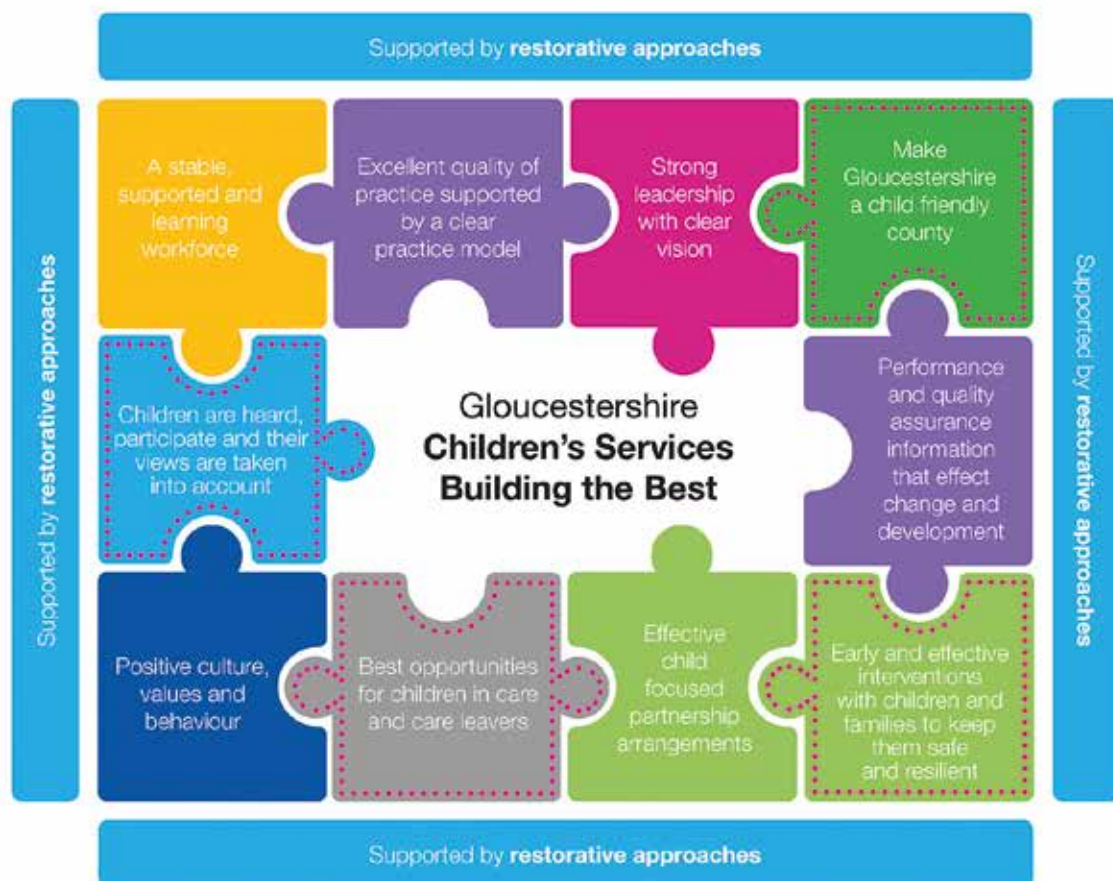 Supported by restorative approaches
Supported by restorative approaches
A stable,
supported and
learning
workforce
Excellent quality of
practice supported
by a clear
practice model
Strong
leadership
with clear
vision
Make
Gloucestershire
a child friendly
county
Supported by restorative approaches
Children are heard,
participate and their
views are taken
into account
Gloucestershire
Children's Services
Building the Best
Performance
and quality
assurance
information
that effect
change and
development
Positive culture,
values and
behaviour
Best opportunities
for children in care
and care leavers
Effective
child
focused
partnership
arrangements
Early and effective
interventions
with children and
families to keep
them safe
and resilient
Supported by restorative approaches